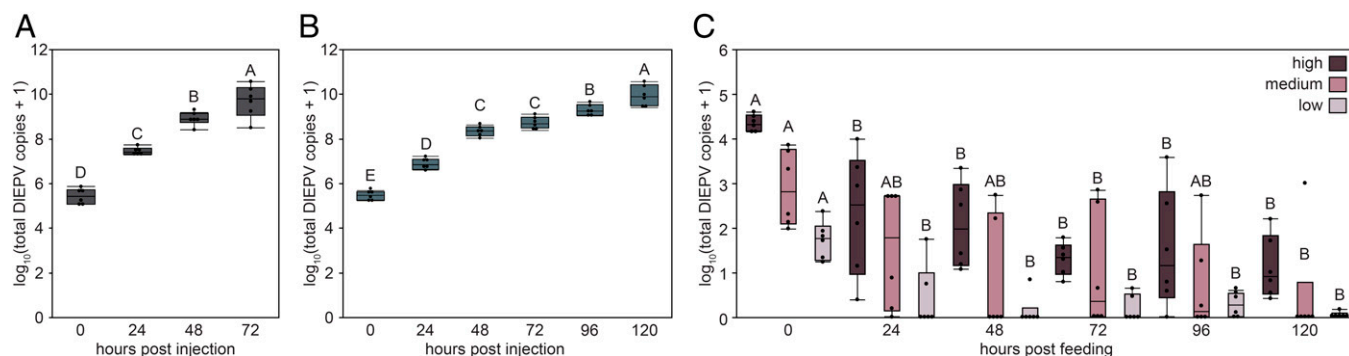 A
log10(total DIEPV copies + 1)
12
10
8
6
4
2
0
D
C
B
A
0 24 48 72
hours post injection
B
log10(total DIEPV copies + 1)
12
10
8
6
4
2
0
E
D
C
C
B
A
0 24 48 72 96 120
hours post injection
C
log10(total DIEPV copies + 1)
6
5
4
3
2
1
0
high
medium
low
A
A
A
B
AB
B
B
AB
B
B
B
B
B
AB
B
B
B
B
0 24 48 72 96 120
hours post feeding